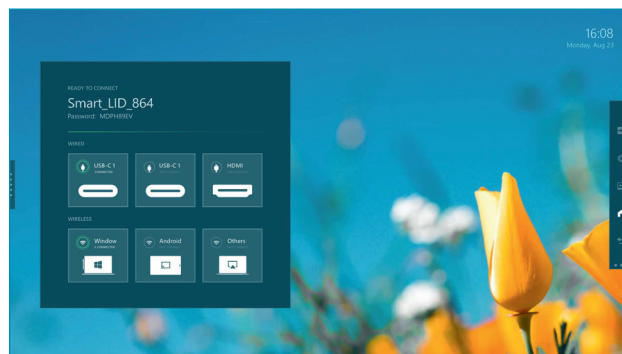 16:08
Monday, Aug 23
READY TO CONNECT
Smart_LID_864
Password: MDPH89EV
WIRED
USB-C 1
CONNECTED
USB-C 1
HDMI
WIRELESS
Window
Android
Others